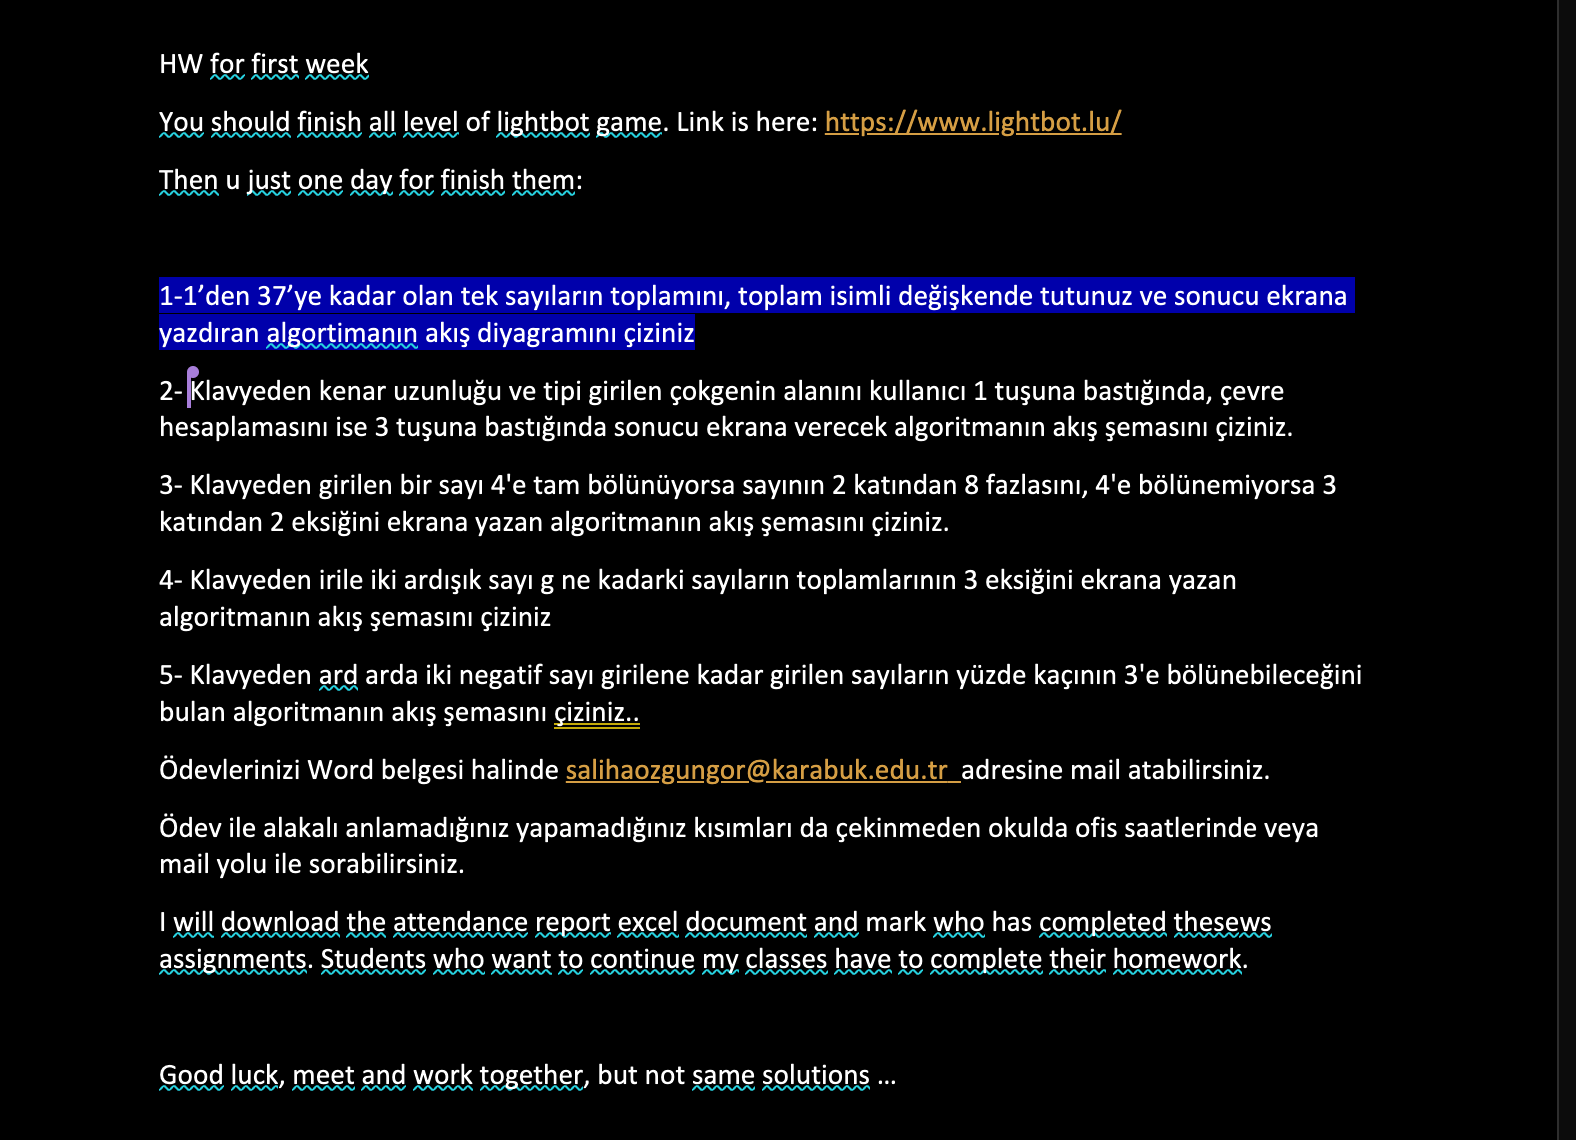 HW for first week
You should finish all level of lightbot game. Link is here: https://www.lightbot.lu/
Then u just one day for finish them:
1-1’den 37’ye kadar olan tek sayıların toplamını, toplam isimli değişkende tutunuz ve sonucu ekrana
yazdıran algortimanın akış diyagramını çiziniz
2- Klavyeden kenar uzunluğu ve tipi girilen çokgenin alanını kullanıcı 1 tuşuna bastığında, çevre
hesaplamasını ise 3 tuşuna bastığında sonucu ekrana verecek algoritmanın akış şemasını çiziniz.
3- Klavyeden girilen bir sayı 4'e tam bölünüyorsa sayının 2 katından 8 fazlasını, 4'e bölünemiyorsa 3
katından 2 eksiğini ekrana yazan algoritmanın akış şemasını çiziniz.
4- Klavyeden irile iki ardışık sayı g ne kadarki sayıların toplamlarının 3 eksiğini ekrana yazan
algoritmanın akış şemasını çiziniz
5- Klavyeden ard arda iki negatif sayı girilene kadar girilen sayıların yüzde kaçının 3'e bölünebileceğini
bulan algoritmanın akış şemasını çiziniz..
Ödevlerinizi Word belgesi halinde salihaozgungor@karabuk.edu.tr adresine mail atabilirsiniz.
Ödev ile alakalı anlamadığınız yapamadığınız kısımları da çekinmeden okulda ofis saatlerinde veya
mail yolu ile sorabilirsiniz.
I will download the attendance report excel document and mark who has completed thesews
assignments. Students who want to continue my classes have to complete their homework.
Good luck, meet and work together, but not same solutions ...